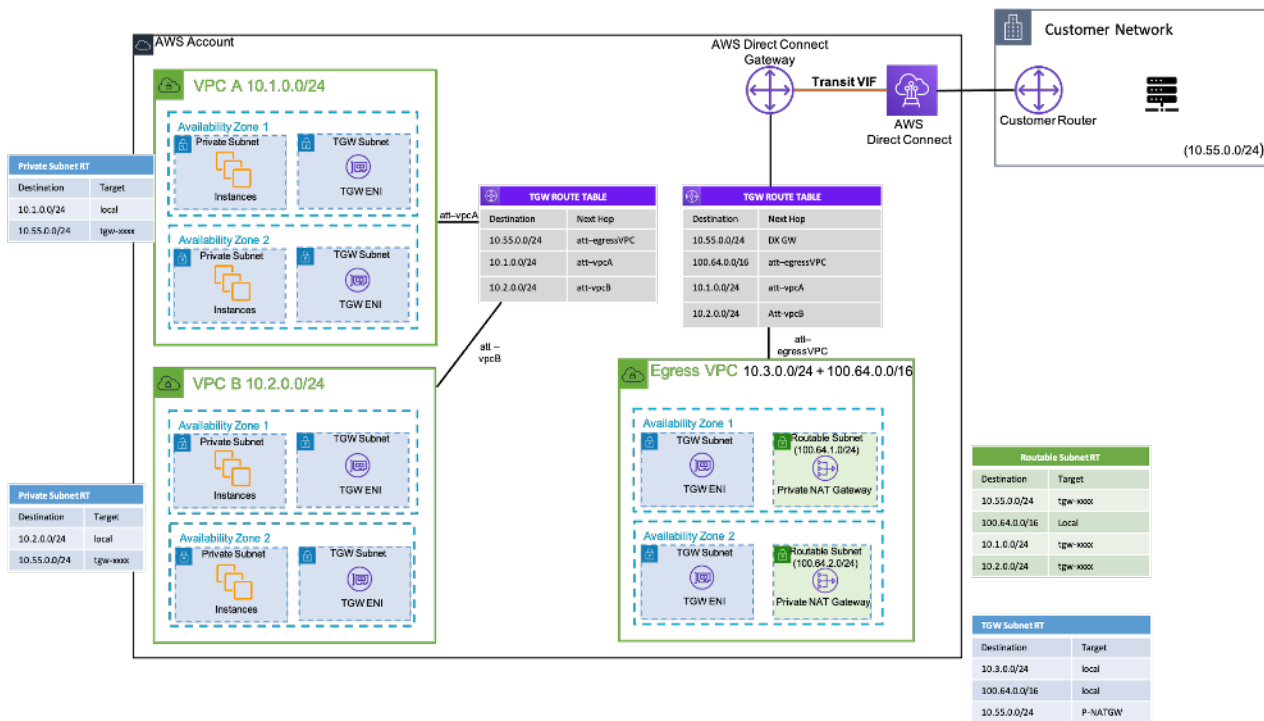 AWS Account
AWS Direct Connect
Gateway
Transit VIF
AWS
Direct Connect
Customer Network
Customer Router
(10.55.0.0/24)
VPC A 10.1.0.0/24
Availability Zone 1
Private Subnet
Instances
TGW Subnet
TGW ENI
Availability Zone 2
Private Subnet
Instances
TGW Subnet
TGW ENI
Private Subnet RT
Destination Target
10.1.0.0/24 local
10.55.0.0/24 tgw-xxxx
att–vpcA
TGW ROUTE TABLE
Destination Next Hop
10.55.0.0/24 att–egressVPC
10.1.0.0/24 att–vpcA
10.2.0.0/24 att-vpcB
TGW ROUTE TABLE
Destination Next Hop
10.55.0.0/24 DX GW
100.64.0.0/16 att–egressVPC
10.1.0.0/24 att–vpcA
10.2.0.0/24 Att-vpcB
att –
vpcB
att–
egressVPC
VPC B 10.2.0.0/24
Availability Zone 1
Private Subnet
Instances
TGW Subnet
TGW ENI
Availability Zone 2
Private Subnet
Instances
TGW Subnet
TGW ENI
Private Subnet RT
Destination Target
10.2.0.0/24 local
10.55.0.0/24 tgw-xxxx
Egress VPC 10.3.0.0/24 + 100.64.0.0/16
Availability Zone 1
TGW Subnet
TGW ENI
Routable Subnet
(100.64.1.0/24)
Private NAT Gateway
Availability Zone 2
TGW Subnet
TGW ENI
Routable Subnet
(100.64.2.0/24)
Private NAT Gateway
Routable Subnet RT
Destination Target
10.55.0.0/24 tgw-xxxx
100.64.0.0/16 Local
10.1.0.0/24 tgw-xxxx
10.2.0.0/24 tgw-xxxx
TGW Subnet RT
Destination Target
10.3.0.0/24 local
100.64.0.0/16 local
10.55.0.0/24 P-NATGW